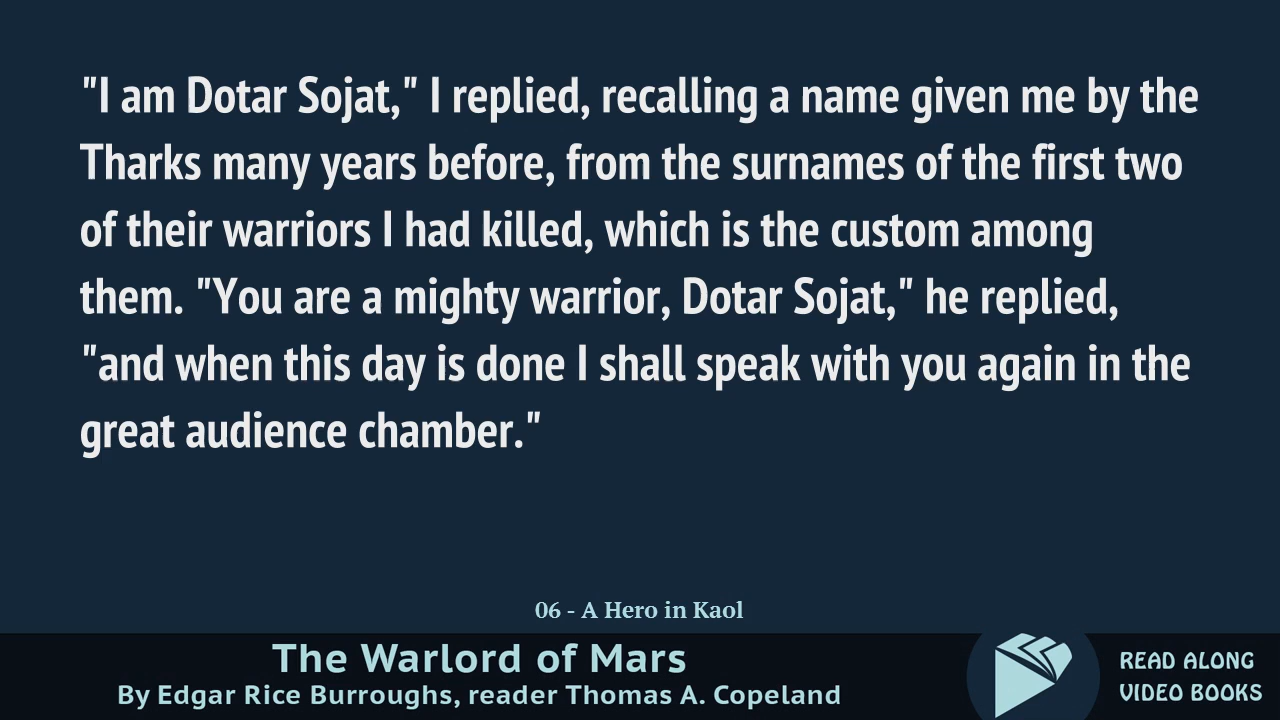 "I am Dotar Sojat," I replied, recalling a name given me by the
Tharks many years before, from the surnames of the first two
of their warriors I had killed, which is the custom among
them. "You are a mighty warrior, Dotar Sojat," he replied,
"and when this day is done I shall speak with you again in the
great audience chamber."
06 - A Hero in Kaol
The Warlord of Mars
By Edgar Rice Burroughs, reader Thomas A. Copeland
READ ALONG
VIDEO BOOKS